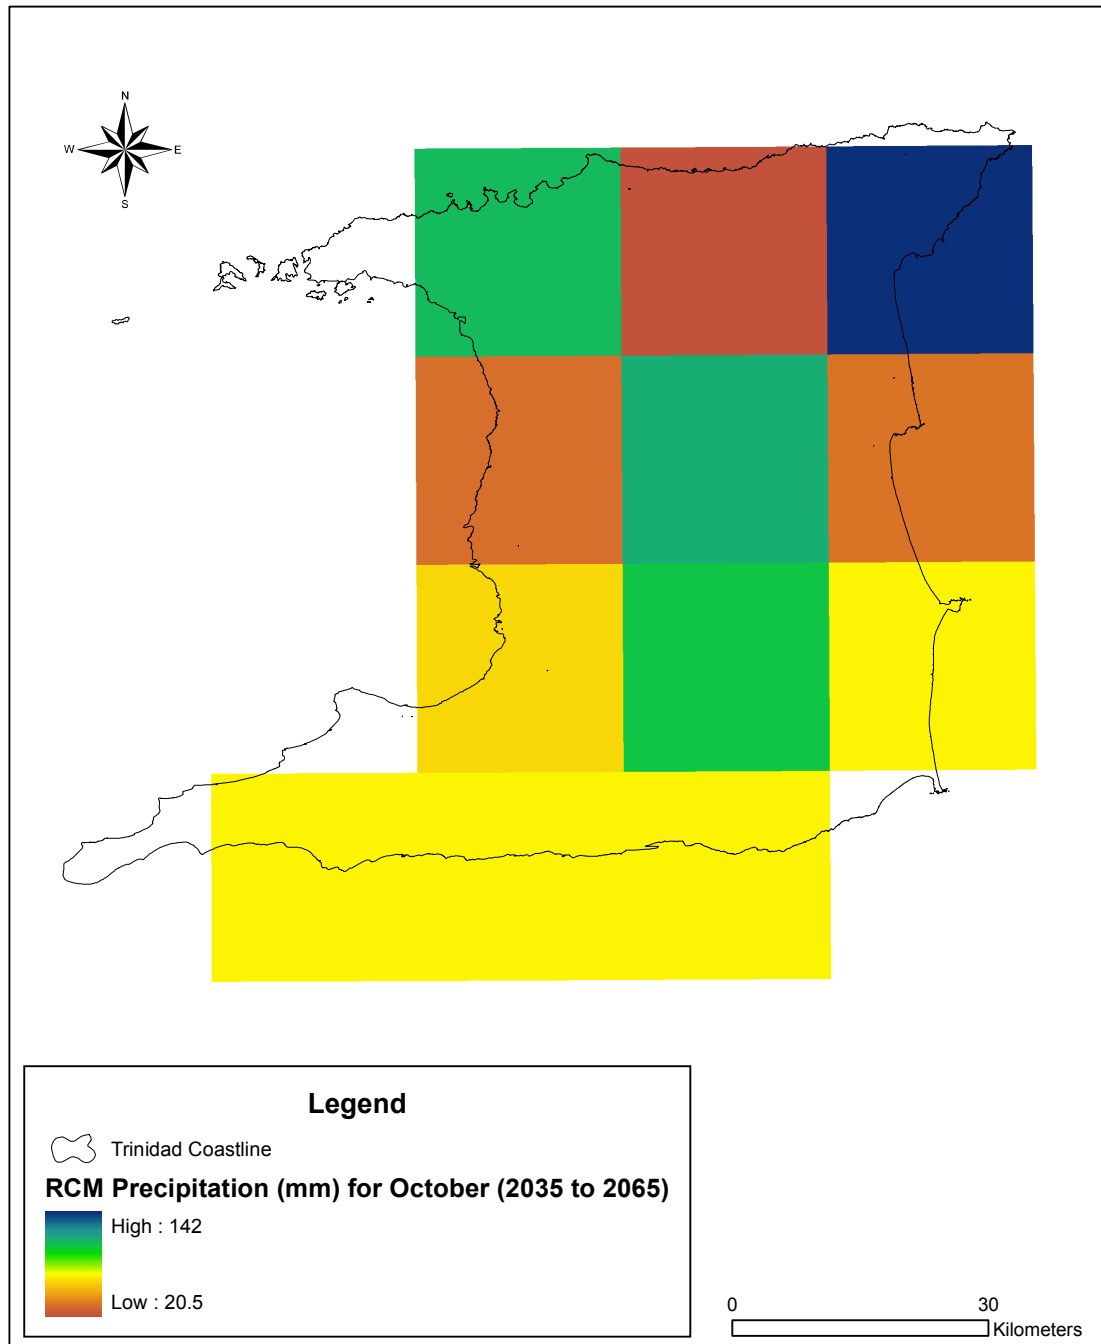 N
W E
S
Legend
Trinidad Coastline
RCM Precipitation (mm) for October (2035 to 2065)
High : 142
Low : 20.5
0 30
Kilometers